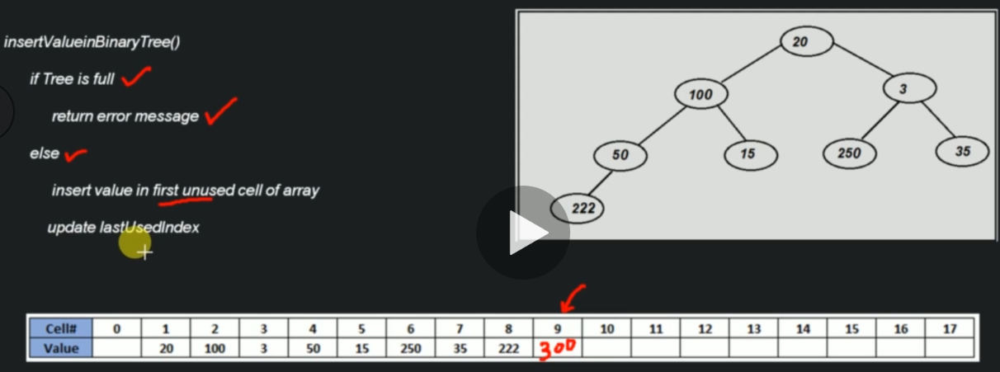 insertValueinBinaryTree()
if Tree is full
return error message
else
insert value in first unused cell of array
update lastUsedIndex
20
100
3
50
15
250
35
222
Cell# 0 1 2 3 4 5 6 7 8 9 10 11 12 13 14 15 16 17
Value 20 100 3 50 15 250 35 222 300